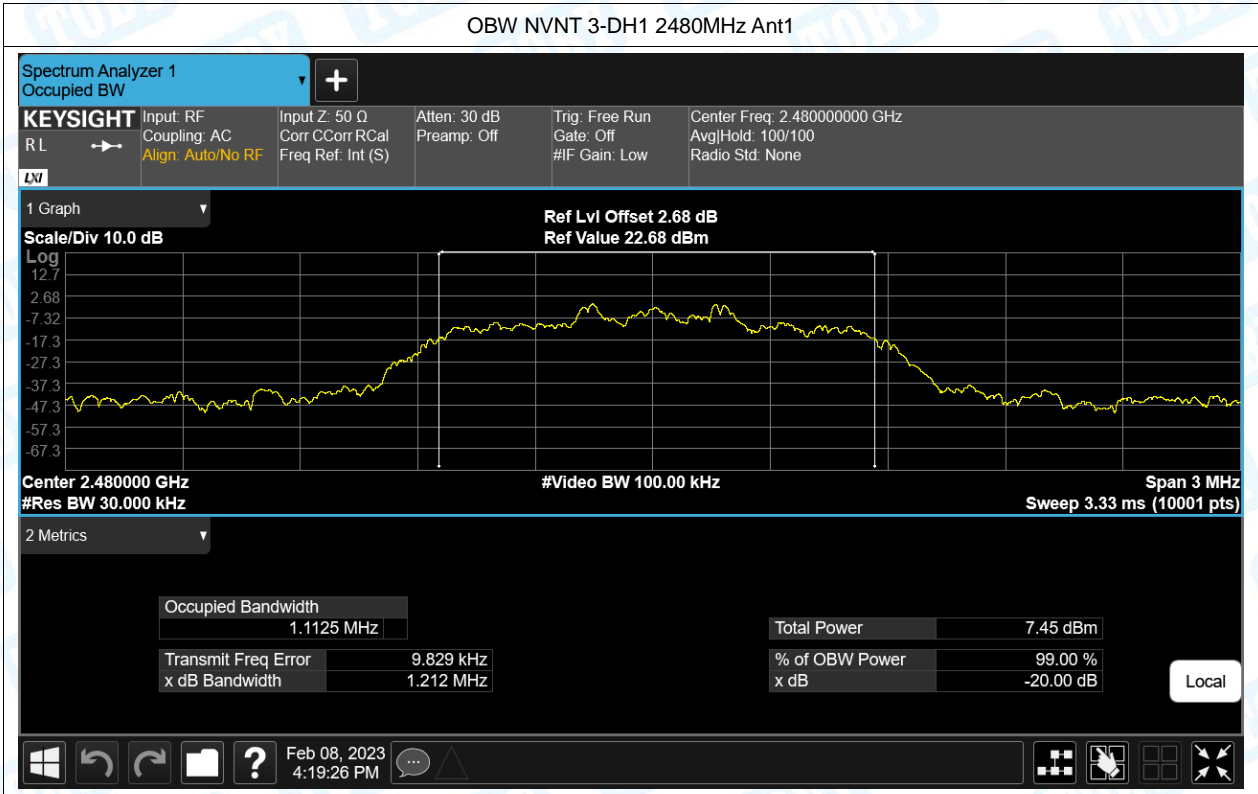 OBW NVNT 3-DH1 2480MHz Ant1
Spectrum Analyzer 1
Occupied BW
KEYSIGHT
R L
LXI
Input: RF
Coupling: AC
Align: Auto/No RF
Input Z: 50 Ω
Corr CCorr RCal
Freq Ref: Int (S)
Atten: 30 dB
Preamp: Off
Trig: Free Run
Gate: Off
#IF Gain: Low
Center Freq: 2.480000000 GHz
Avg|Hold: 100/100
Radio Std: None
1 Graph
Scale/Div 10.0 dB
Ref Lvl Offset 2.68 dB
Ref Value 22.68 dBm
Log
12.7
2.68
-7.32
-17.3
-27.3
-37.3
-47.3
-57.3
-67.3
Center 2.480000 GHz
#Res BW 30.000 kHz
#Video BW 100.00 kHz
Span 3 MHz
Sweep 3.33 ms (10001 pts)
2 Metrics
Occupied Bandwidth
1.1125 MHz
Transmit Freq Error 9.829 kHz
x dB Bandwidth 1.212 MHz
Total Power 7.45 dBm
% of OBW Power 99.00 %
x dB -20.00 dB
Local
?
Feb 08, 2023
4:19:26 PM
TOBY